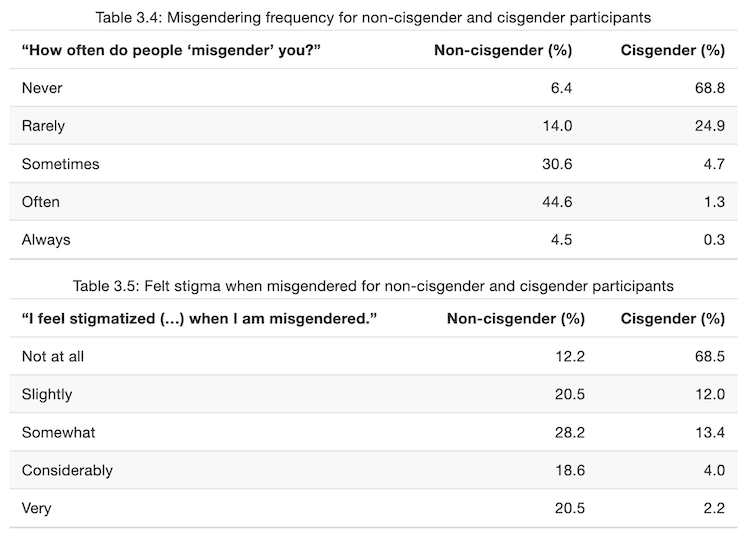 Table 3.4: Misgendering frequency for non-cisgender and cisgender participants
“How often do people ‘misgender’ you?” Non-cisgender (%) Cisgender (%)
Never 6.4 68.8
Rarely 14.0 24.9
Sometimes 30.6 4.7
Often 44.6 1.3
Always 4.5 0.3
Table 3.5: Felt stigma when misgendered for non-cisgender and cisgender participants
“I feel stigmatized (…) when I am misgendered.” Non-cisgender (%) Cisgender (%)
Not at all 12.2 68.5
Slightly 20.5 12.0
Somewhat 28.2 13.4
Considerably 18.6 4.0
Very 20.5 2.2